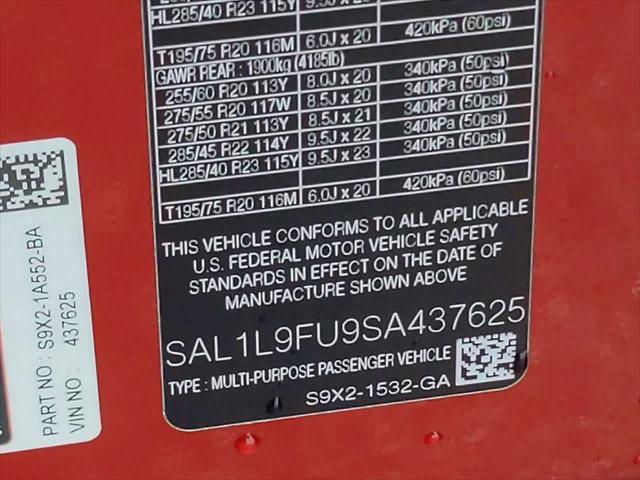 HL285/40 R23 115Y 9.5J x 23
T195/75 R20 116M 6.0J x 20 420kPa (60psi)
GAWR REAR : 1900kg (4185lb)
255/60 R20 113Y 8.0J x 20 340kPa (50psi)
275/55 R20 117W 8.5J x 20 340kPa (50psi)
275/50 R21 113Y 8.5J x 21 340kPa (50psi)
285/45 R22 114Y 9.5J x 22 340kPa (50psi)
HL285/40 R23 115Y 9.5J x 23 340kPa (50psi)
T195/75 R20 116M 6.0J x 20 420kPa (60psi)
THIS VEHICLE CONFORMS TO ALL APPLICABLE
U.S. FEDERAL MOTOR VEHICLE SAFETY
STANDARDS IN EFFECT ON THE DATE OF
MANUFACTURE SHOWN ABOVE
SAL1L9FU9SA437625
TYPE : MULTI-PURPOSE PASSENGER VEHICLE
S9X2-1532-GA
PART NO : S9X2-1A552-BA
VIN NO : 437625